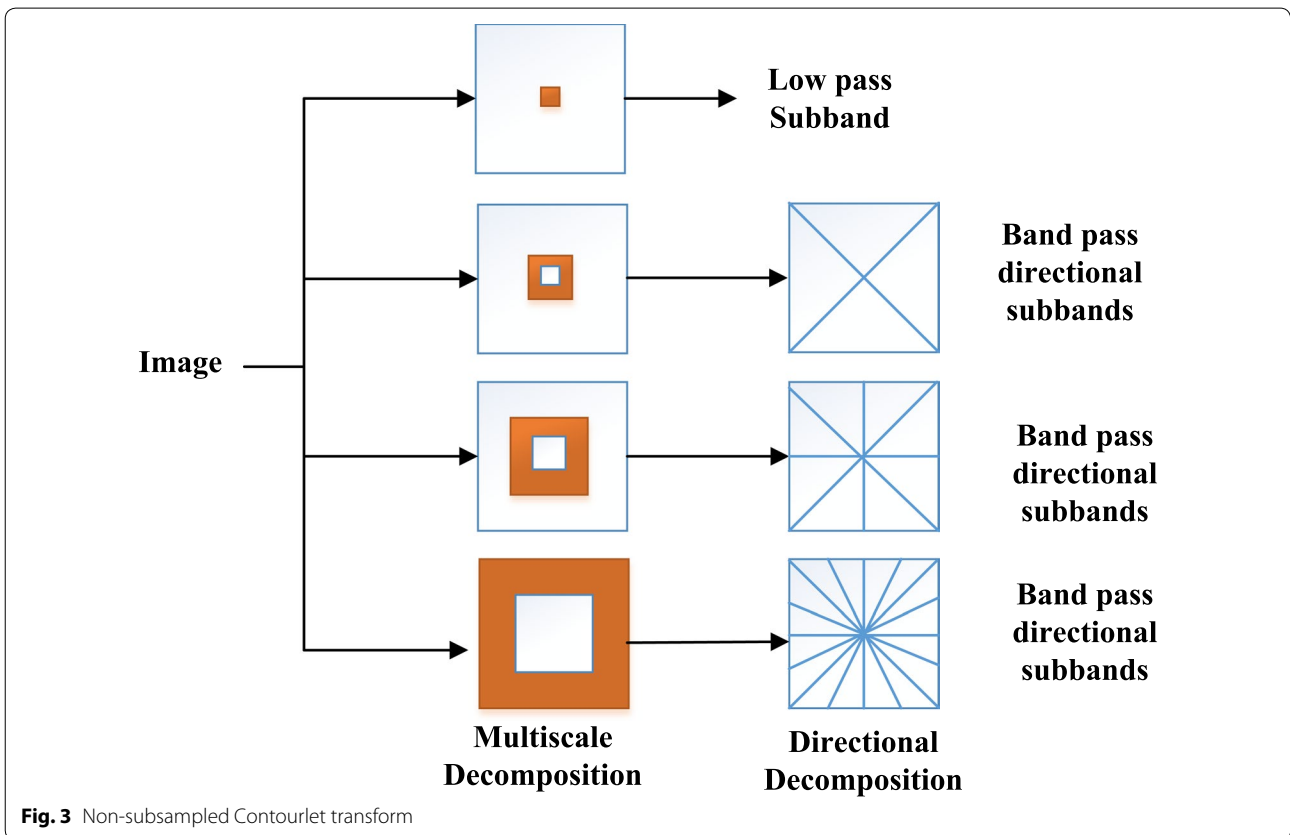 Low pass
Subband
Band pass
directional
subbands
Image
Band pass
directional
subbands
Band pass
directional
subbands
Multiscale
Decomposition
Directional
Decomposition
Fig. 3 Non-subsampled Contourlet transform